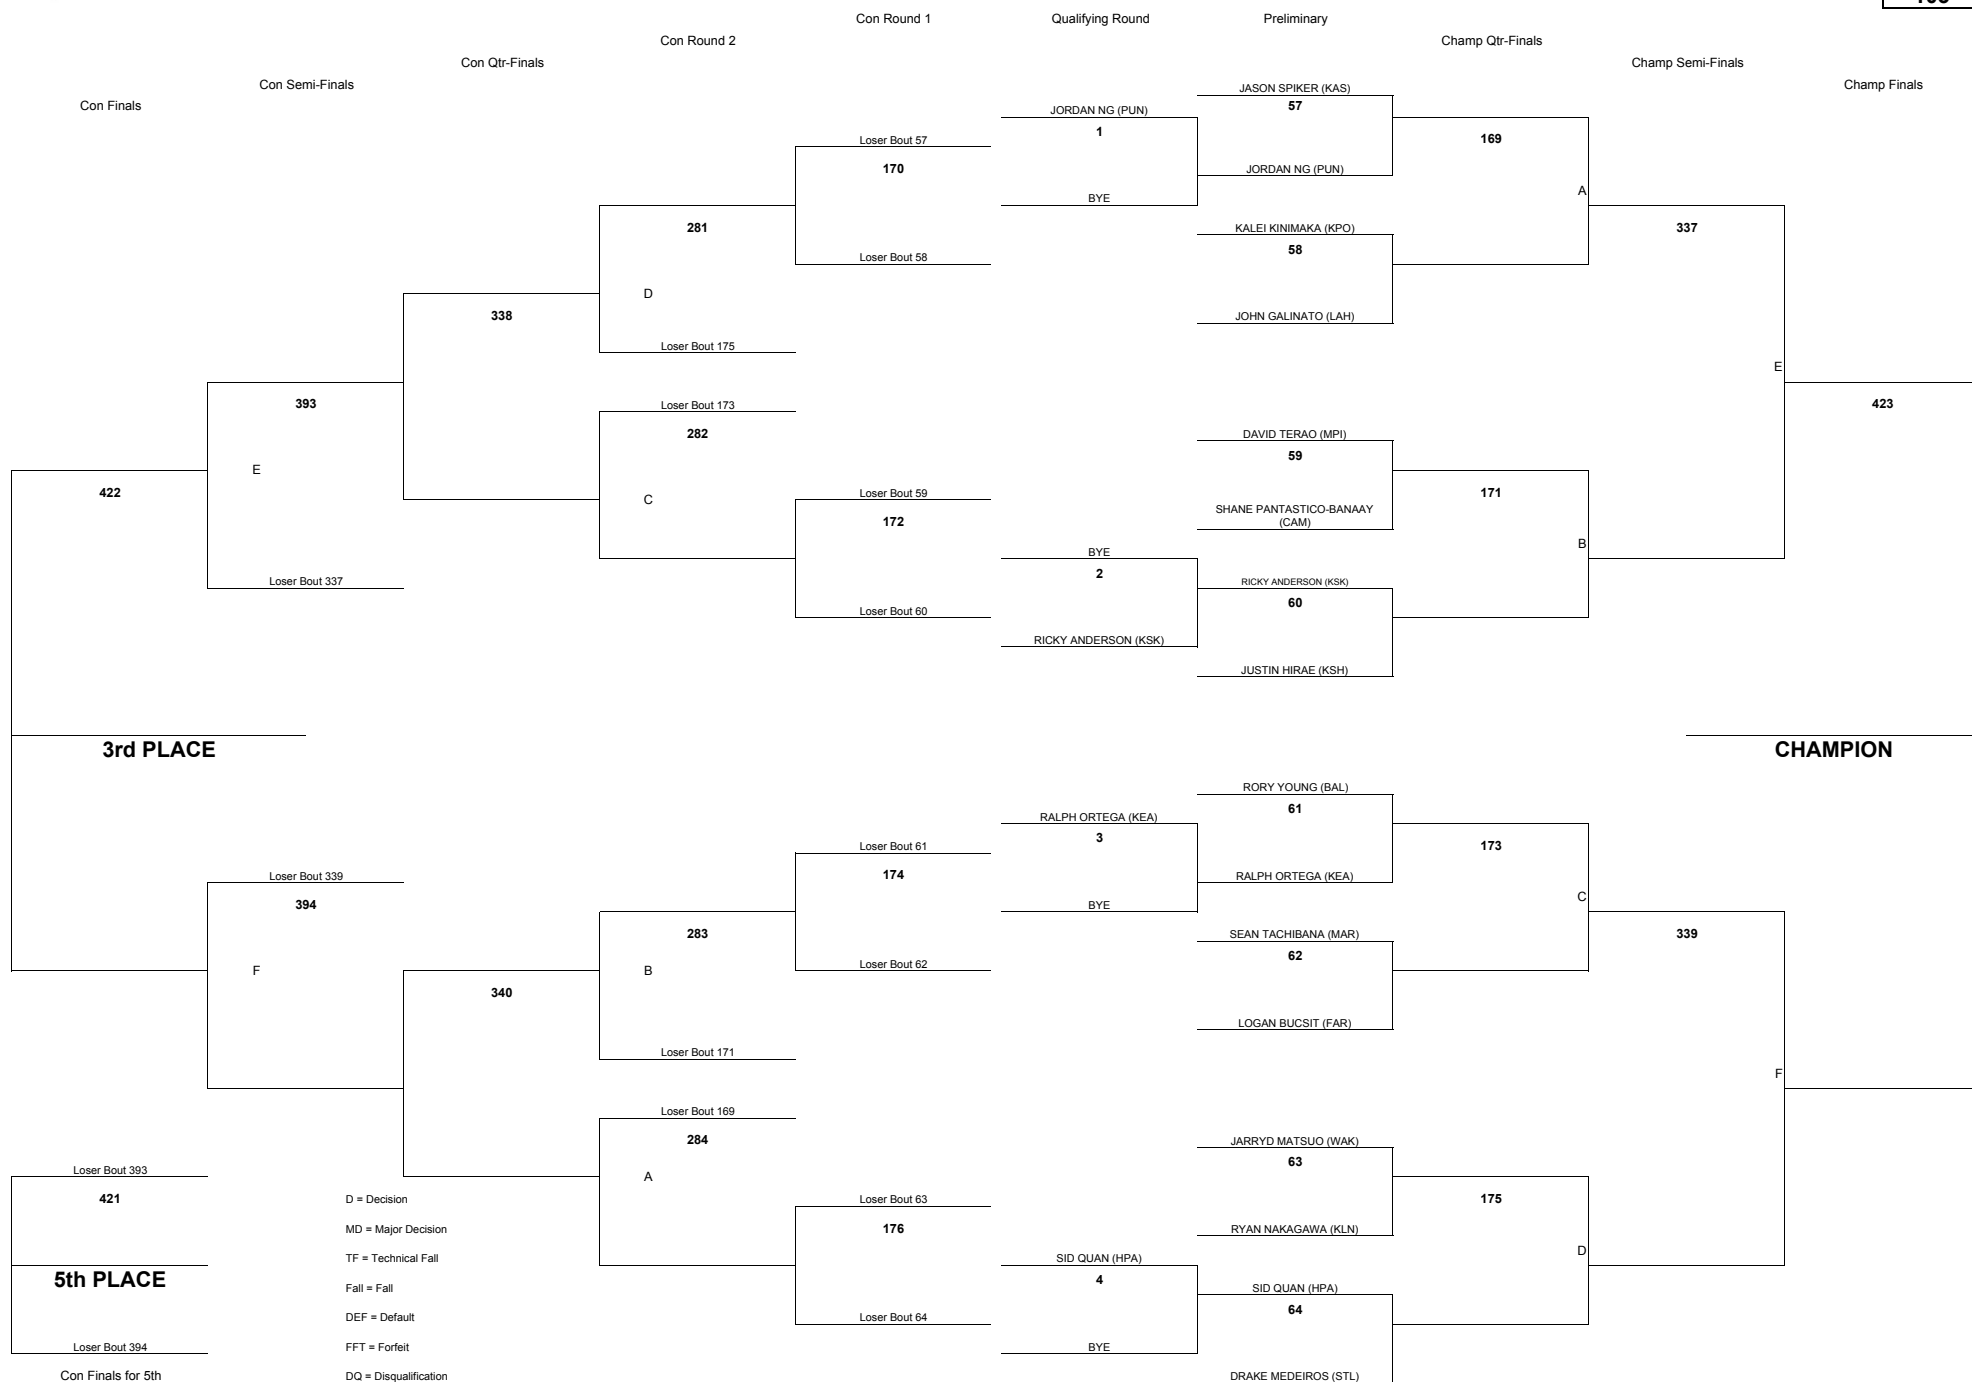 Con Round 1
Qualifying Round
Preliminary
Con Round 2
Champ Qtr-Finals
Con Qtr-Finals
Champ Semi-Finals
Con Semi-Finals
Champ Finals
Con Finals
JASON SPIKER (KAS)
57
JORDAN NG (PUN)
1
Loser Bout 57
169
170
JORDAN NG (PUN)
A
BYE
281
KALEI KINIMAKA (KPO)
337
58
Loser Bout 58
D
338
JOHN GALINATO (LAH)
Loser Bout 175
E
393
Loser Bout 173
423
282
DAVID TERAO (MPI)
59
E
422
C
Loser Bout 59
171
SHANE PANTASTICO-BANAAY
(CAM)
172
B
BYE
2
Loser Bout 337
RICKY ANDERSON (KSK)
60
Loser Bout 60
RICKY ANDERSON (KSK)
JUSTIN HIRAE (KSH)
3rd PLACE
CHAMPION
RORY YOUNG (BAL)
61
RALPH ORTEGA (KEA)
3
Loser Bout 61
173
174
Loser Bout 339
RALPH ORTEGA (KEA)
C
394
BYE
283
SEAN TACHIBANA (MAR)
339
62
Loser Bout 62
F
B
340
LOGAN BUCSIT (FAR)
Loser Bout 171
F
Loser Bout 169
284
JARRYD MATSUO (WAK)
63
Loser Bout 393
A
421
D = Decision
Loser Bout 63
175
176
MD = Major Decision
RYAN NAKAGAWA (KLN)
D
TF = Technical Fall
SID QUAN (HPA)
5th PLACE
4
Fall = Fall
SID QUAN (HPA)
64
DEF = Default
Loser Bout 64
Loser Bout 394
FFT = Forfeit
BYE
Con Finals for 5th
DQ = Disqualification
DRAKE MEDEIROS (STL)